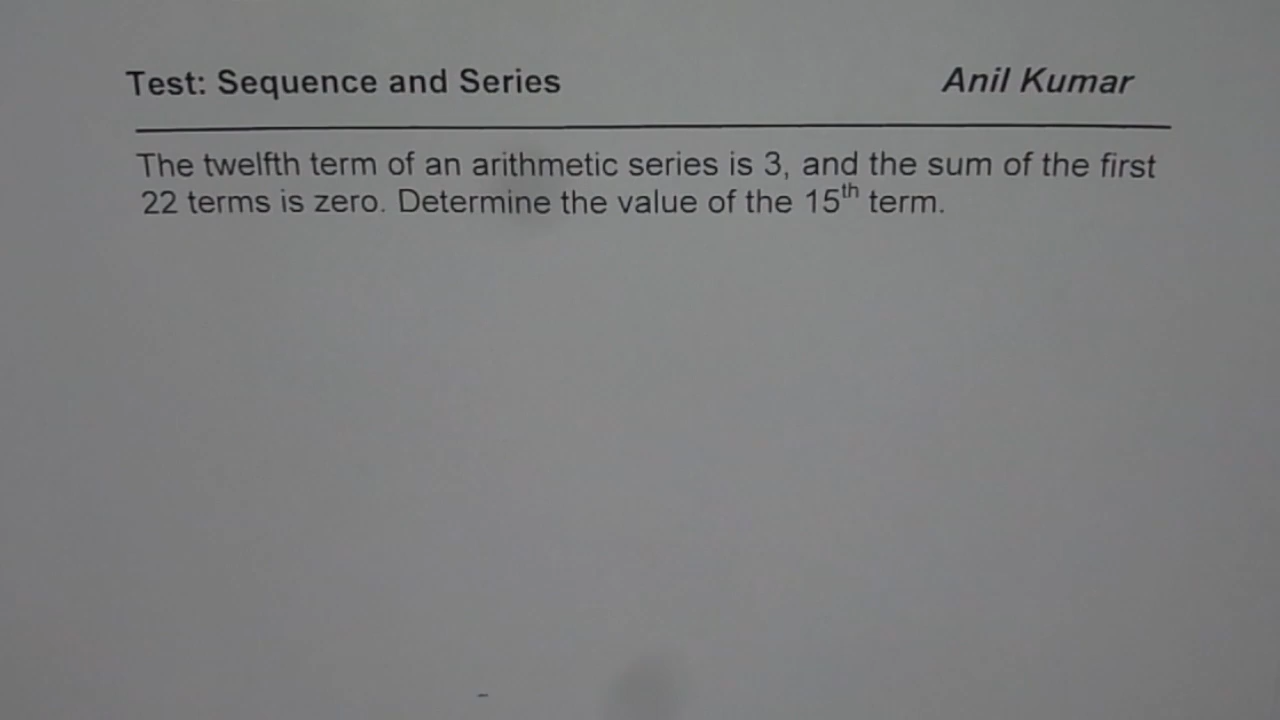 Test: Sequence and Series Anil Kumar
The twelfth term of an arithmetic series is 3, and the sum of the first
22 terms is zero. Determine the value of the 15th term.